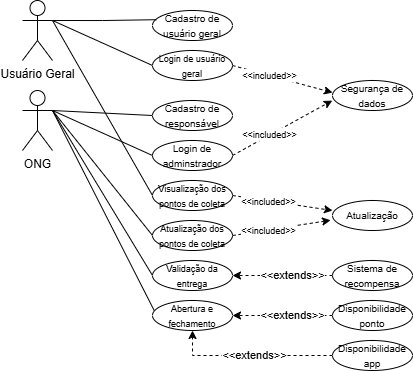 Cadastro de
usuário geral
Login de usuário
geral
<<included>>
Segurança de
dados
Usuário Geral
Cadastro de
responsável
<<included>>
Login de
adminstrador
ONG
Visualização dos
pontos de coleta
<<included>>
Atualização
Atualização dos
pontos de coleta
<<included>>
Validação da
entrega
<<extends>>
Sistema de
recompensa
Abertura e
fechamento
<<extends>>
Disponibilidade
ponto
<<extends>>
Disponibilidade
app